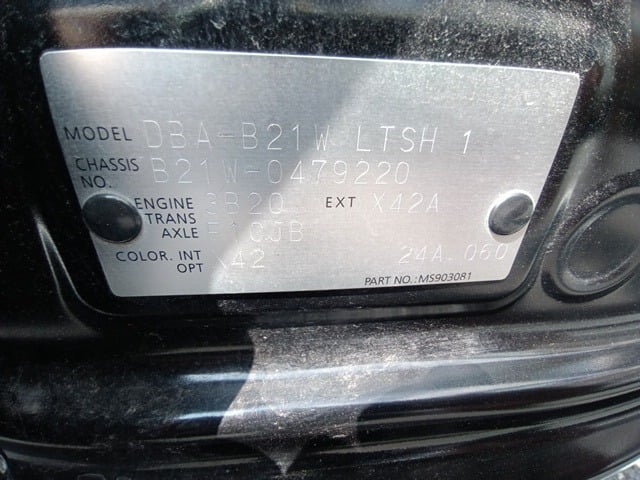 MODEL DBA-B21W LTSH 1
CHASSIS NO. B21W-0479220
ENGINE 3B20 EXT X42A
TRANS AXLE F1CJB
COLOR. INT 42
OPT 24A. 060
PART NO.:MS903081